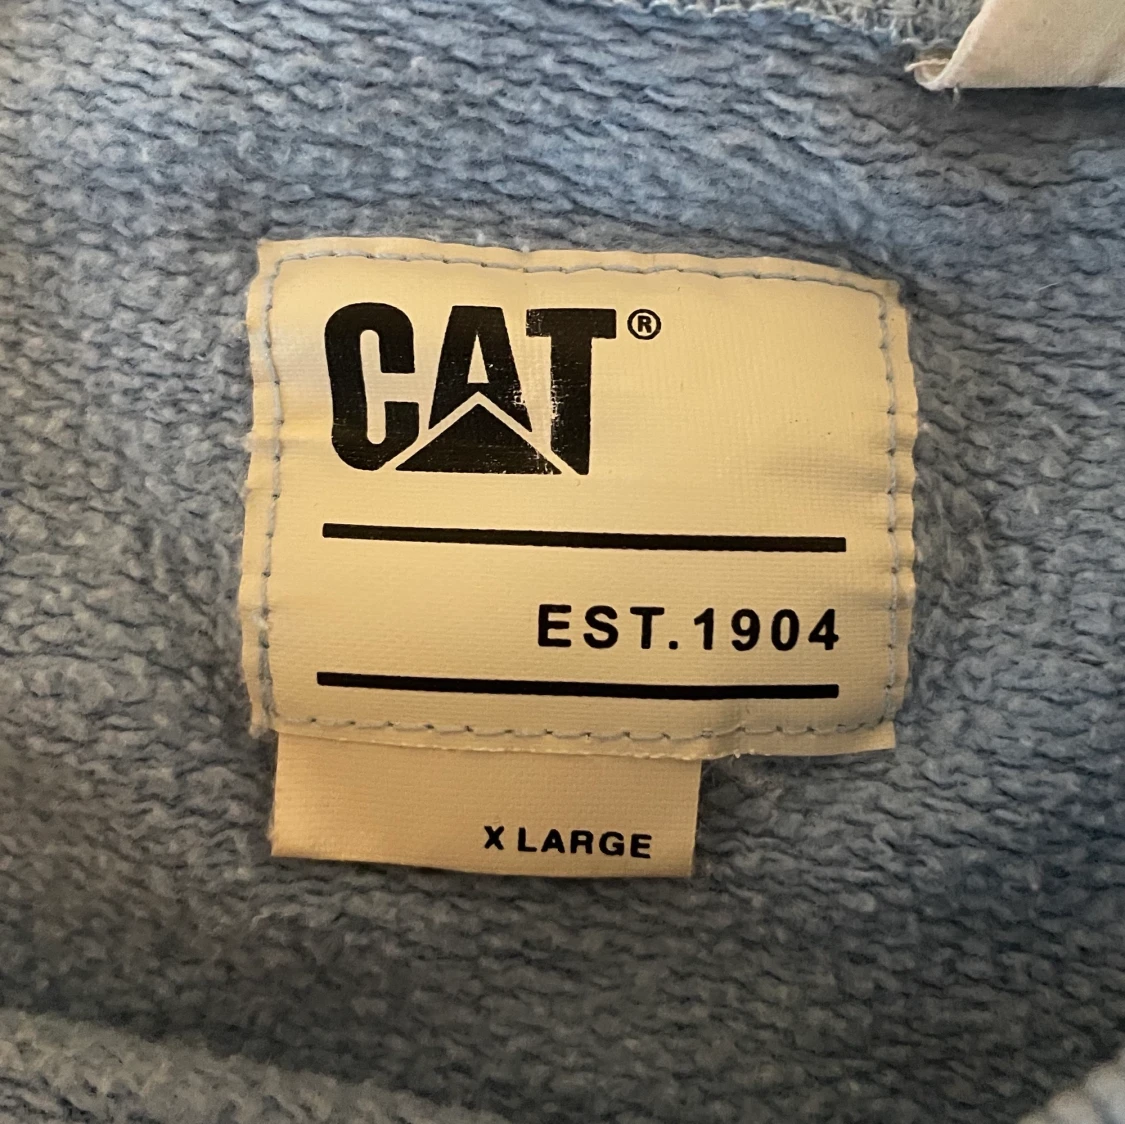 CAT®
EST.1904
X LARGE